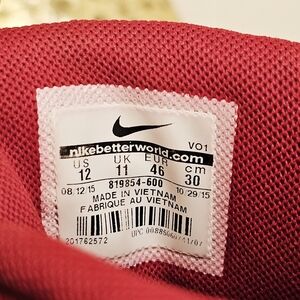 VO1
nikebetterworld.com
US UK EUR cm
12 11 46 30
08/12/15 819854-600 10/29/15
MADE IN VIETNAM
FABRIQUE AU VIETNAM
201762572